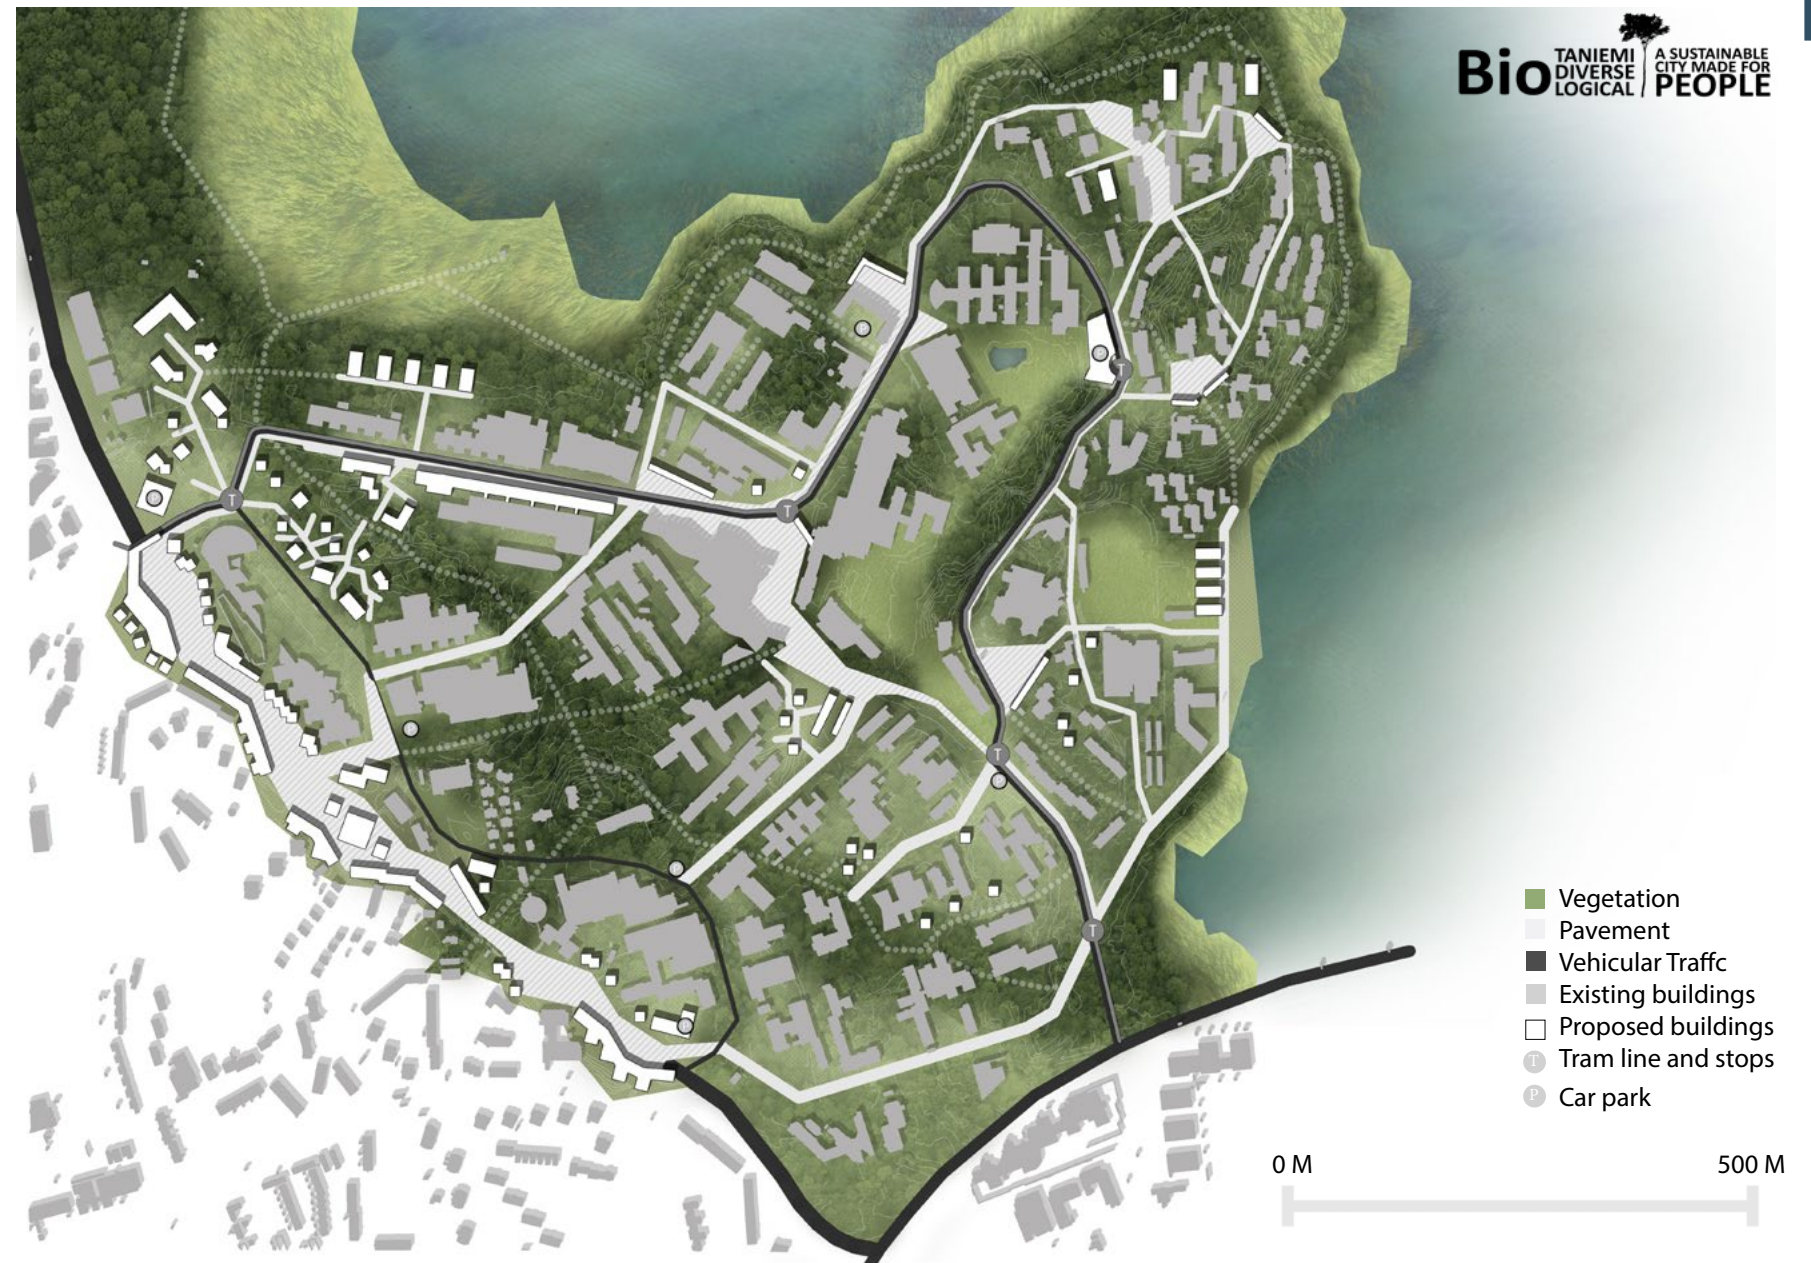 Bio
TANIEMI
DIVERSE
LOGICAL
A SUSTAINABLE
CITY MADE FOR
PEOPLE
P
P
T
T
P
T
P
T
P
P
T
P
Vegetation
Pavement
Vehicular Traffc
Existing buildings
Proposed buildings
T Tram line and stops
P Car park
0 M 500 M